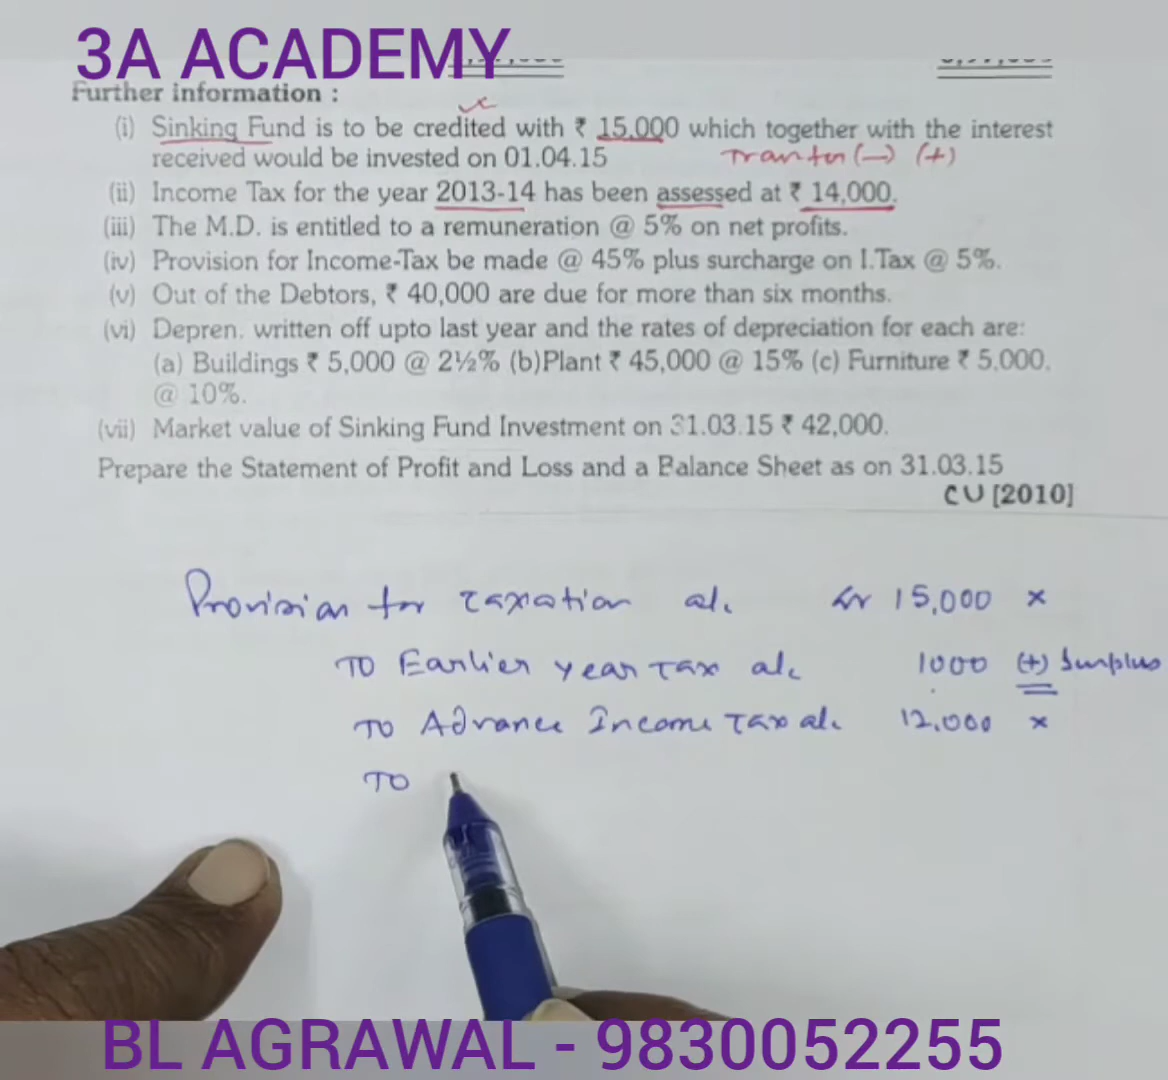 3A ACADEMY
Further information :
(i) Sinking Fund is to be credited with ₹ 15,000 which together with the interest
received would be invested on 01.04.15
Tranfer (-) (+)
(ii) Income Tax for the year 2013-14 has been assessed at ₹ 14,000.
(iii) The M.D. is entitled to a remuneration @ 5% on net profits.
(iv) Provision for Income-Tax be made @ 45% plus surcharge on I.Tax @ 5%.
(v) Out of the Debtors, ₹ 40,000 are due for more than six months.
(vi) Depren. written off upto last year and the rates of depreciation for each are:
(a) Buildings ₹ 5,000 @ 2½% (b)Plant ₹ 45,000 @ 15% (c) Furniture ₹ 5,000.
@ 10%.
(vii) Market value of Sinking Fund Investment on 31.03.15 ₹ 42,000.
Prepare the Statement of Profit and Loss and a Balance Sheet as on 31.03.15
CU [2010]
Provision for Taxation a/c Dr 15,000 ×
TO Earlier year Tax a/c 1000 (+) Surplus
TO Advance Income Tax a/c 12,000 ×
TO
BL AGRAWAL - 9830052255